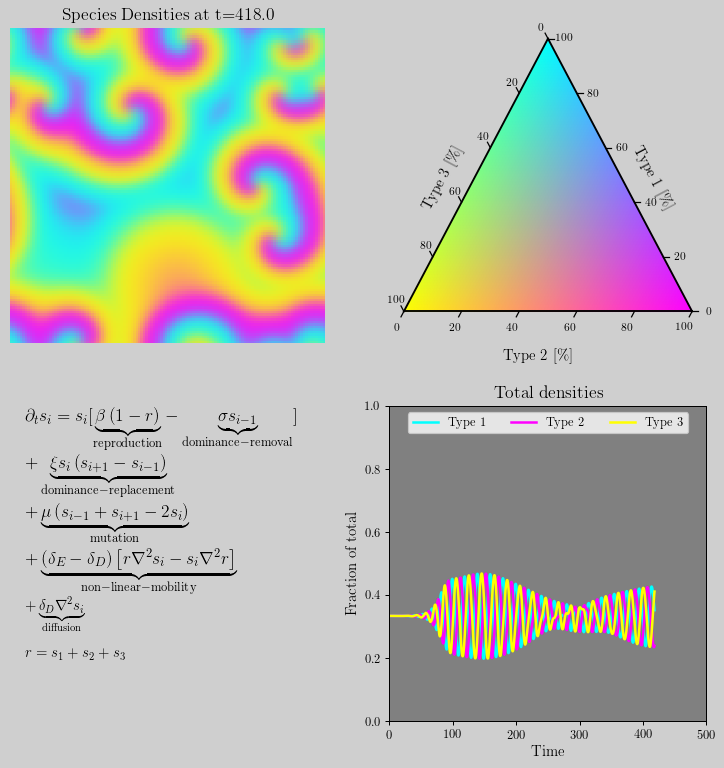 Species Densities at t=418.0
0
100
20
80
40
60
Type 3 [%]
Type 1 [%]
60
40
80
20
100
0
0
20
40
60
80
100
Type 2 [%]
∂ₜsᵢ = sᵢ[β (1 − r) − σsᵢ₋₁ ]
reproduction dominance−removal
+ ξsᵢ (sᵢ₊₁ − sᵢ₋₁)
dominance−replacement
+ μ (sᵢ₋₁ + sᵢ₊₁ − 2sᵢ)
mutation
+ (δ_E − δ_D) [r∇²sᵢ − sᵢ∇²r]
non−linear−mobility
+ δ_D∇²sᵢ
diffusion
r = s₁ + s₂ + s₃
Total densities
1.0
Type 1 Type 2 Type 3
0.8
0.6
Fraction of total
0.4
0.2
0.0
0 100 200 300 400 500
Time